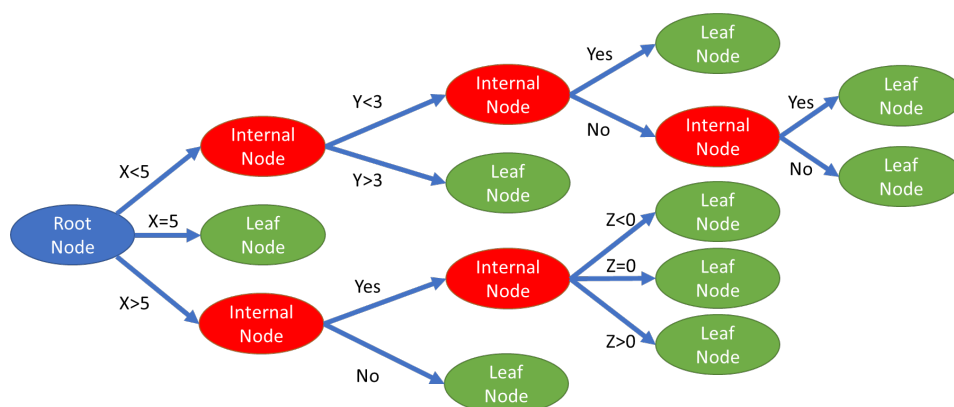 Leaf
Node
Yes
Internal
Node
Leaf
Node
Yes
Y<3
No
Internal
Node
Internal
Node
X<5
Y>3
Leaf
Node
No
Leaf
Node
Root
Node
X=5
Leaf
Node
Z<0
Leaf
Node
Z=0
Leaf
Node
Internal
Node
Yes
X>5
Internal
Node
Z>0
Leaf
Node
No
Leaf
Node